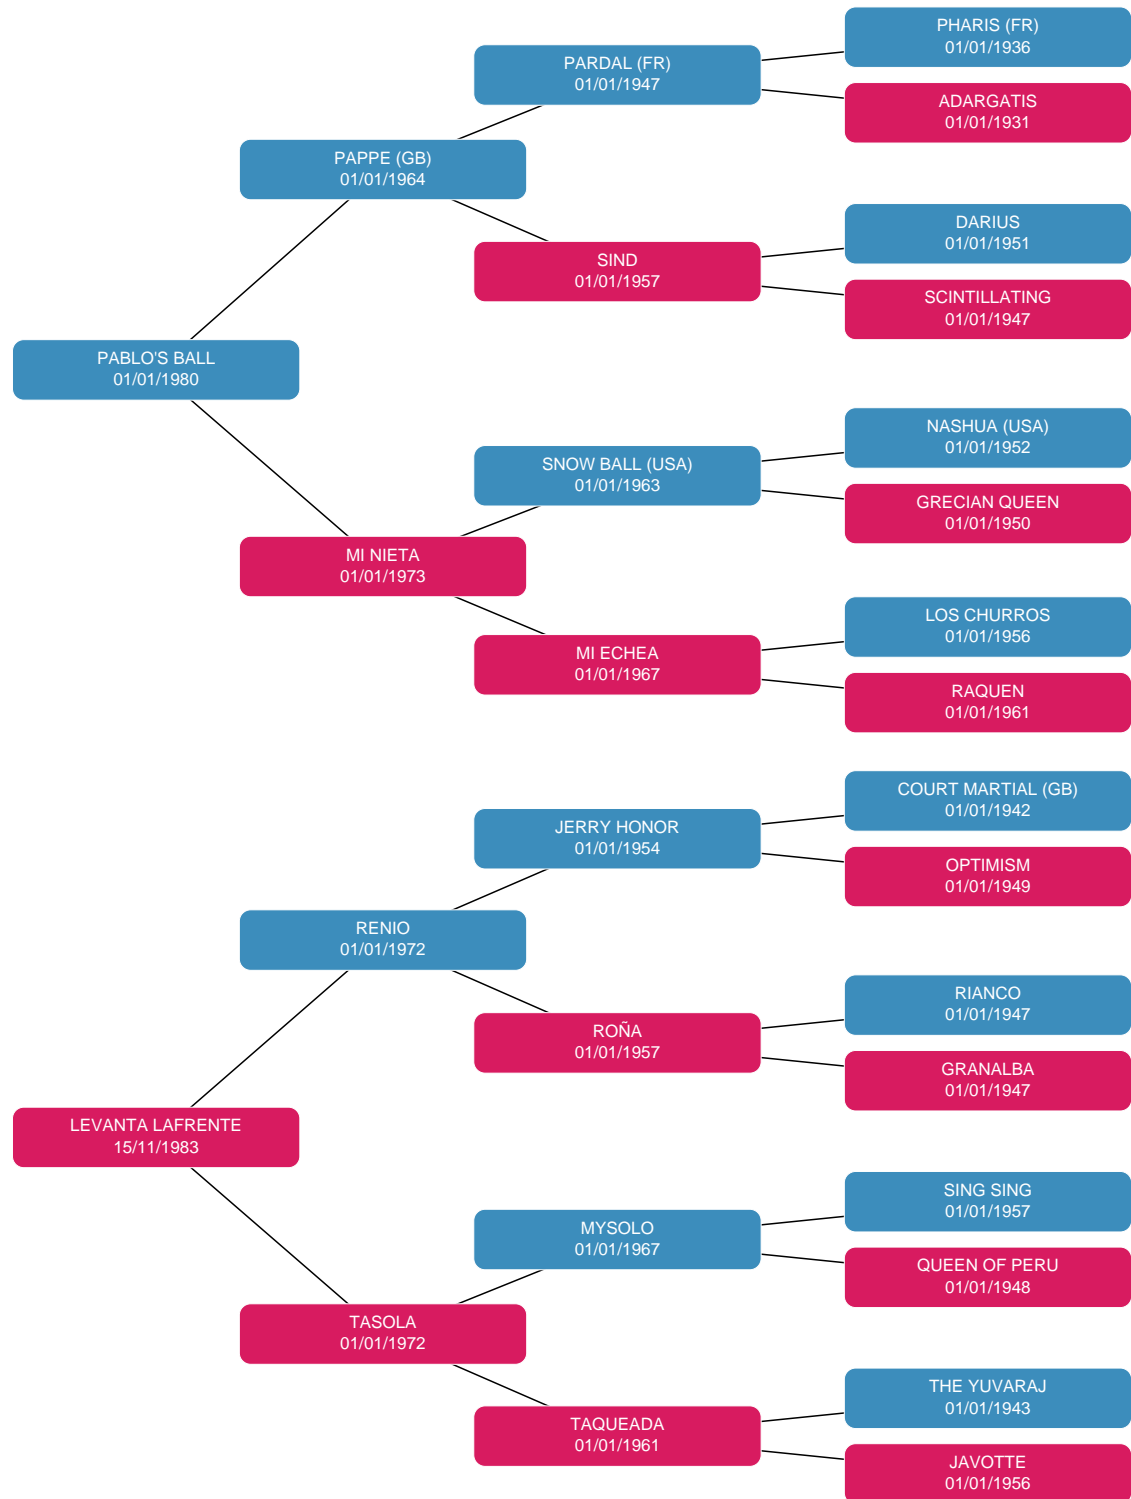 PHARIS (FR)
01/01/1936
PARDAL (FR)
01/01/1947
ADARGATIS
01/01/1931
PAPPE (GB)
01/01/1964
DARIUS
01/01/1951
SIND
01/01/1957
SCINTILLATING
01/01/1947
PABLO'S BALL
01/01/1980
NASHUA (USA)
01/01/1952
SNOW BALL (USA)
01/01/1963
GRECIAN QUEEN
01/01/1950
MI NIETA
01/01/1973
LOS CHURROS
01/01/1956
MI ECHEA
01/01/1967
RAQUEN
01/01/1961
COURT MARTIAL (GB)
01/01/1942
JERRY HONOR
01/01/1954
OPTIMISM
01/01/1949
RENIO
01/01/1972
RIANCO
01/01/1947
ROÑA
01/01/1957
GRANALBA
01/01/1947
LEVANTA LAFRENTE
15/11/1983
SING SING
01/01/1957
MYSOLO
01/01/1967
QUEEN OF PERU
01/01/1948
TASOLA
01/01/1972
THE YUVARAJ
01/01/1943
TAQUEADA
01/01/1961
JAVOTTE
01/01/1956